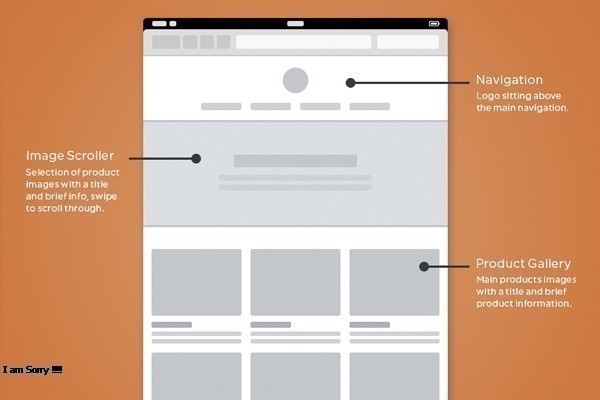 Navigation
Logo sitting above
the main navigation.
Image Scroller
Selection of product
images with a title
and brief info, swipe
to scroll through.
Product Gallery
Main products images
with a title and brief
product information.
I am Sorry !!!!